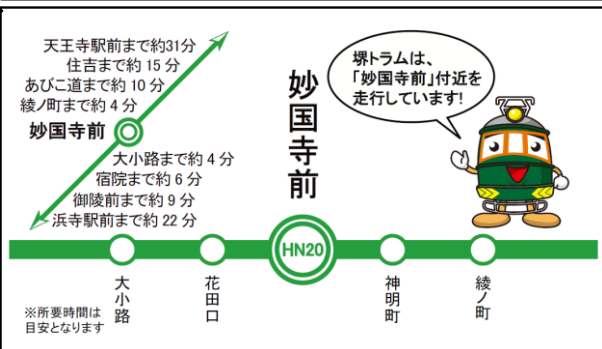 天王寺駅前まで約31分
住吉まで約 15 分
あびこ道まで約 10 分
綾ノ町まで約 4 分
妙国寺前
大小路まで約 4 分
宿院まで約 6 分
御陵前まで約 9 分
浜寺駅前まで約 22 分
妙国寺前
堺トラムは、
「妙国寺前」付近を
走行しています!
HN20
大小路
花田口
神明町
綾ノ町
※所要時間は
目安となります